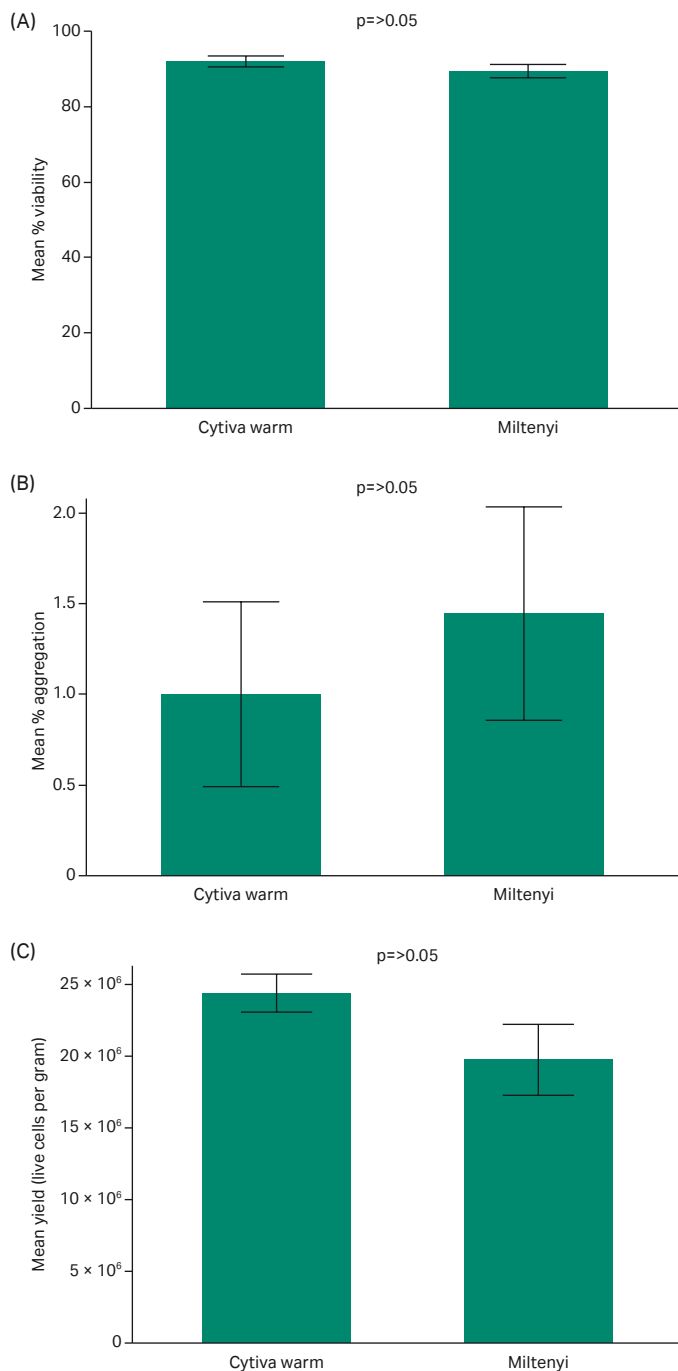 (A)
p=>0.05
100
80
60
40
20
0
Mean % viability
Cytiva warm
Miltenyi
(B)
p=>0.05
2.0
1.5
1.0
0.5
0
Mean % aggregation
Cytiva warm
Miltenyi
(C)
p=>0.05
25 × 10⁶
20 × 10⁶
15 × 10⁶
10 × 10⁶
5 × 10⁶
0
Mean yield (live cells per gram)
Cytiva warm
Miltenyi